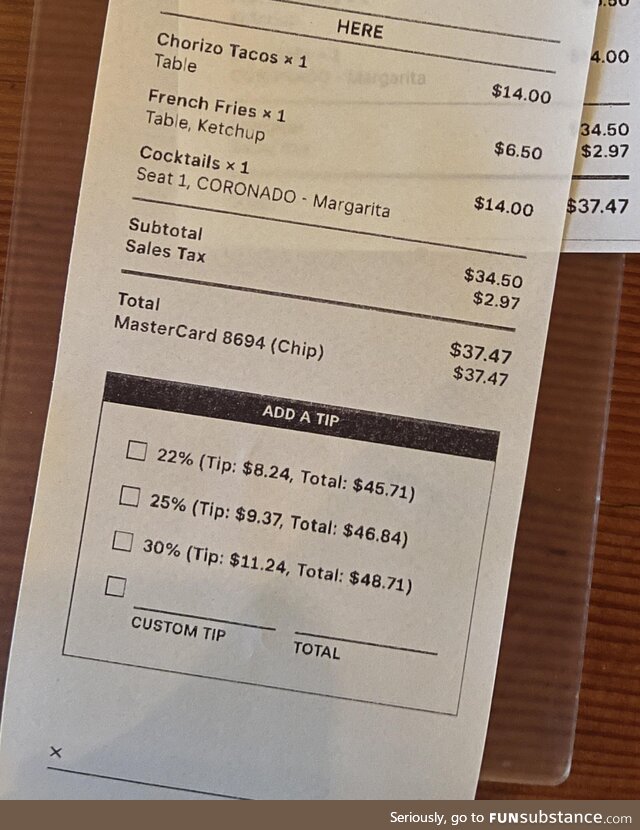 HERE
Chorizo Tacos × 1
Table
$14.00
French Fries × 1
Table, Ketchup
$6.50
Cocktails × 1
Seat 1, CORONADO - Margarita
$14.00
Subtotal
$34.50
Sales Tax
$2.97
Total
$37.47
MasterCard 8694 (Chip)
$37.47
ADD A TIP
22% (Tip: $8.24, Total: $45.71)
25% (Tip: $9.37, Total: $46.84)
30% (Tip: $11.24, Total: $48.71)
CUSTOM TIP
TOTAL
×
4.00
34.50
$2.97
$37.47
Seriously, go to FUNsubstance.com